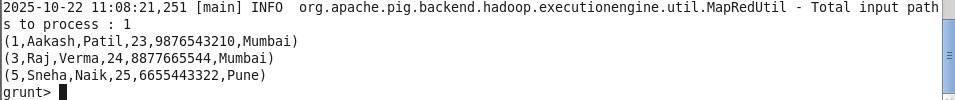 2025-10-22 11:08:21,251 [main] INFO  org.apache.pig.backend.hadoop.executionengine.util.MapRedUtil - Total input path
s to process : 1
(1,Aakash,Patil,23,9876543210,Mumbai)
(3,Raj,Verma,24,8877665544,Mumbai)
(5,Sneha,Naik,25,6655443322,Pune)
grunt>